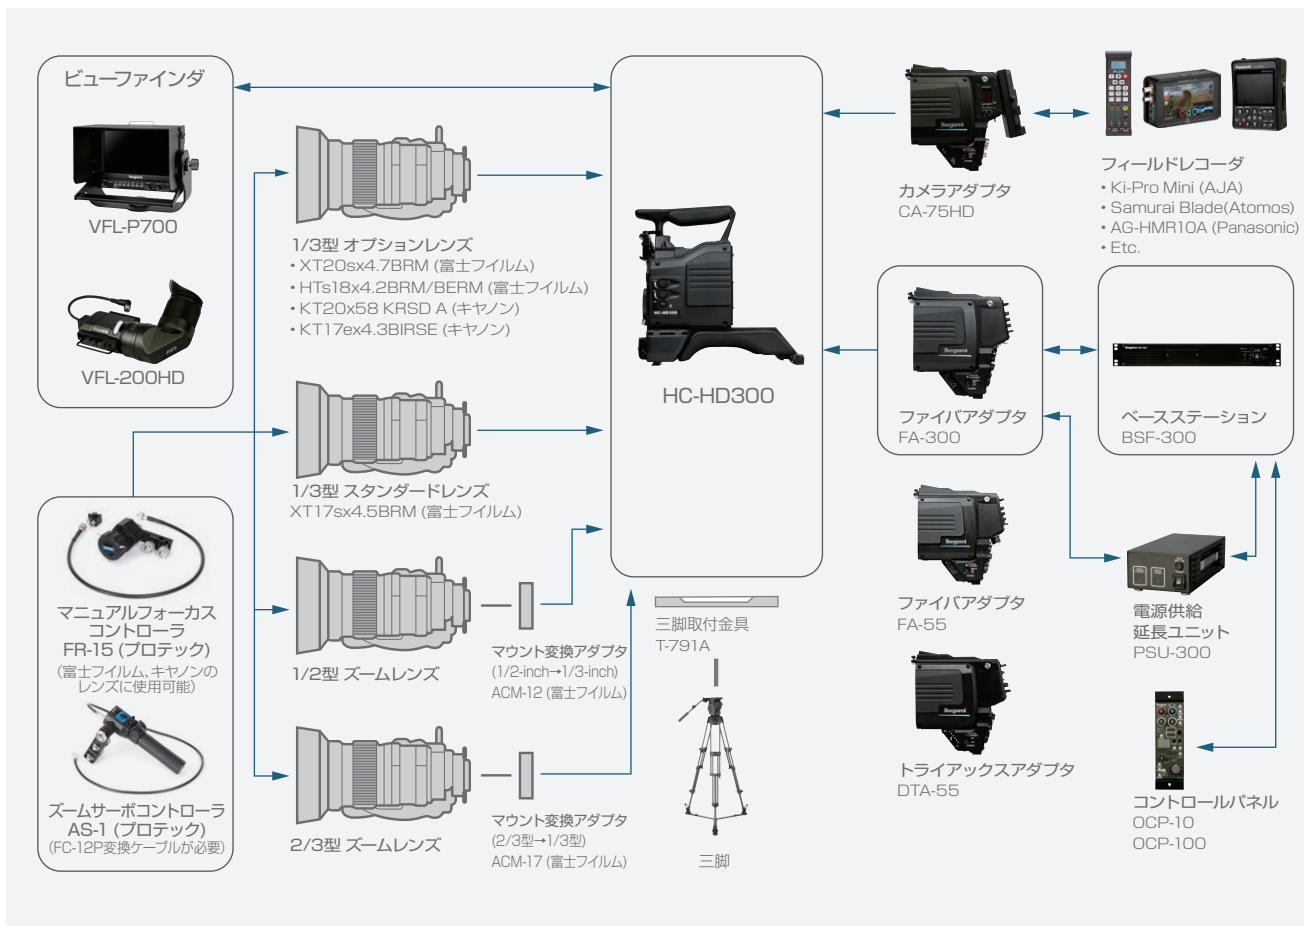 ビューファインダ
VFL-P700
VFL-200HD
マニュアルフォーカス
コントローラ
FR-15 (プロテック)
(富士フイルム、キヤノンの
レンズに使用可能)
ズームサーボコントローラ
AS-1 (プロテック)
(FC-12P変換ケーブルが必要)
1/3型 オプションレンズ
• XT20sx4.7BRM (富士フイルム)
• HTs18x4.2BRM/BERM (富士フイルム)
• KT20x58 KRSD A (キヤノン)
• KT17ex4.3BIRSE (キヤノン)
1/3型 スタンダードレンズ
XT17sx4.5BRM (富士フイルム)
1/2型 ズームレンズ
マウント変換アダプタ
(1/2-inch→1/3-inch)
ACM-12 (富士フイルム)
2/3型 ズームレンズ
マウント変換アダプタ
(2/3型→1/3型)
ACM-17 (富士フイルム)
HC-HD300
HC-HD300
三脚取付金具
T-791A
三脚
Ikegami
カメラアダプタ
CA-75HD
フィールドレコーダ
• Ki-Pro Mini (AJA)
• Samurai Blade(Atomos)
• AG-HMR10A (Panasonic)
• Etc.
Ikegami
ファイバアダプタ
FA-300
ベースステーション
BSF-300
Ikegami
ファイバアダプタ
FA-55
電源供給
延長ユニット
PSU-300
Ikegami
トライアックスアダプタ
DTA-55
コントロールパネル
OCP-10
OCP-100